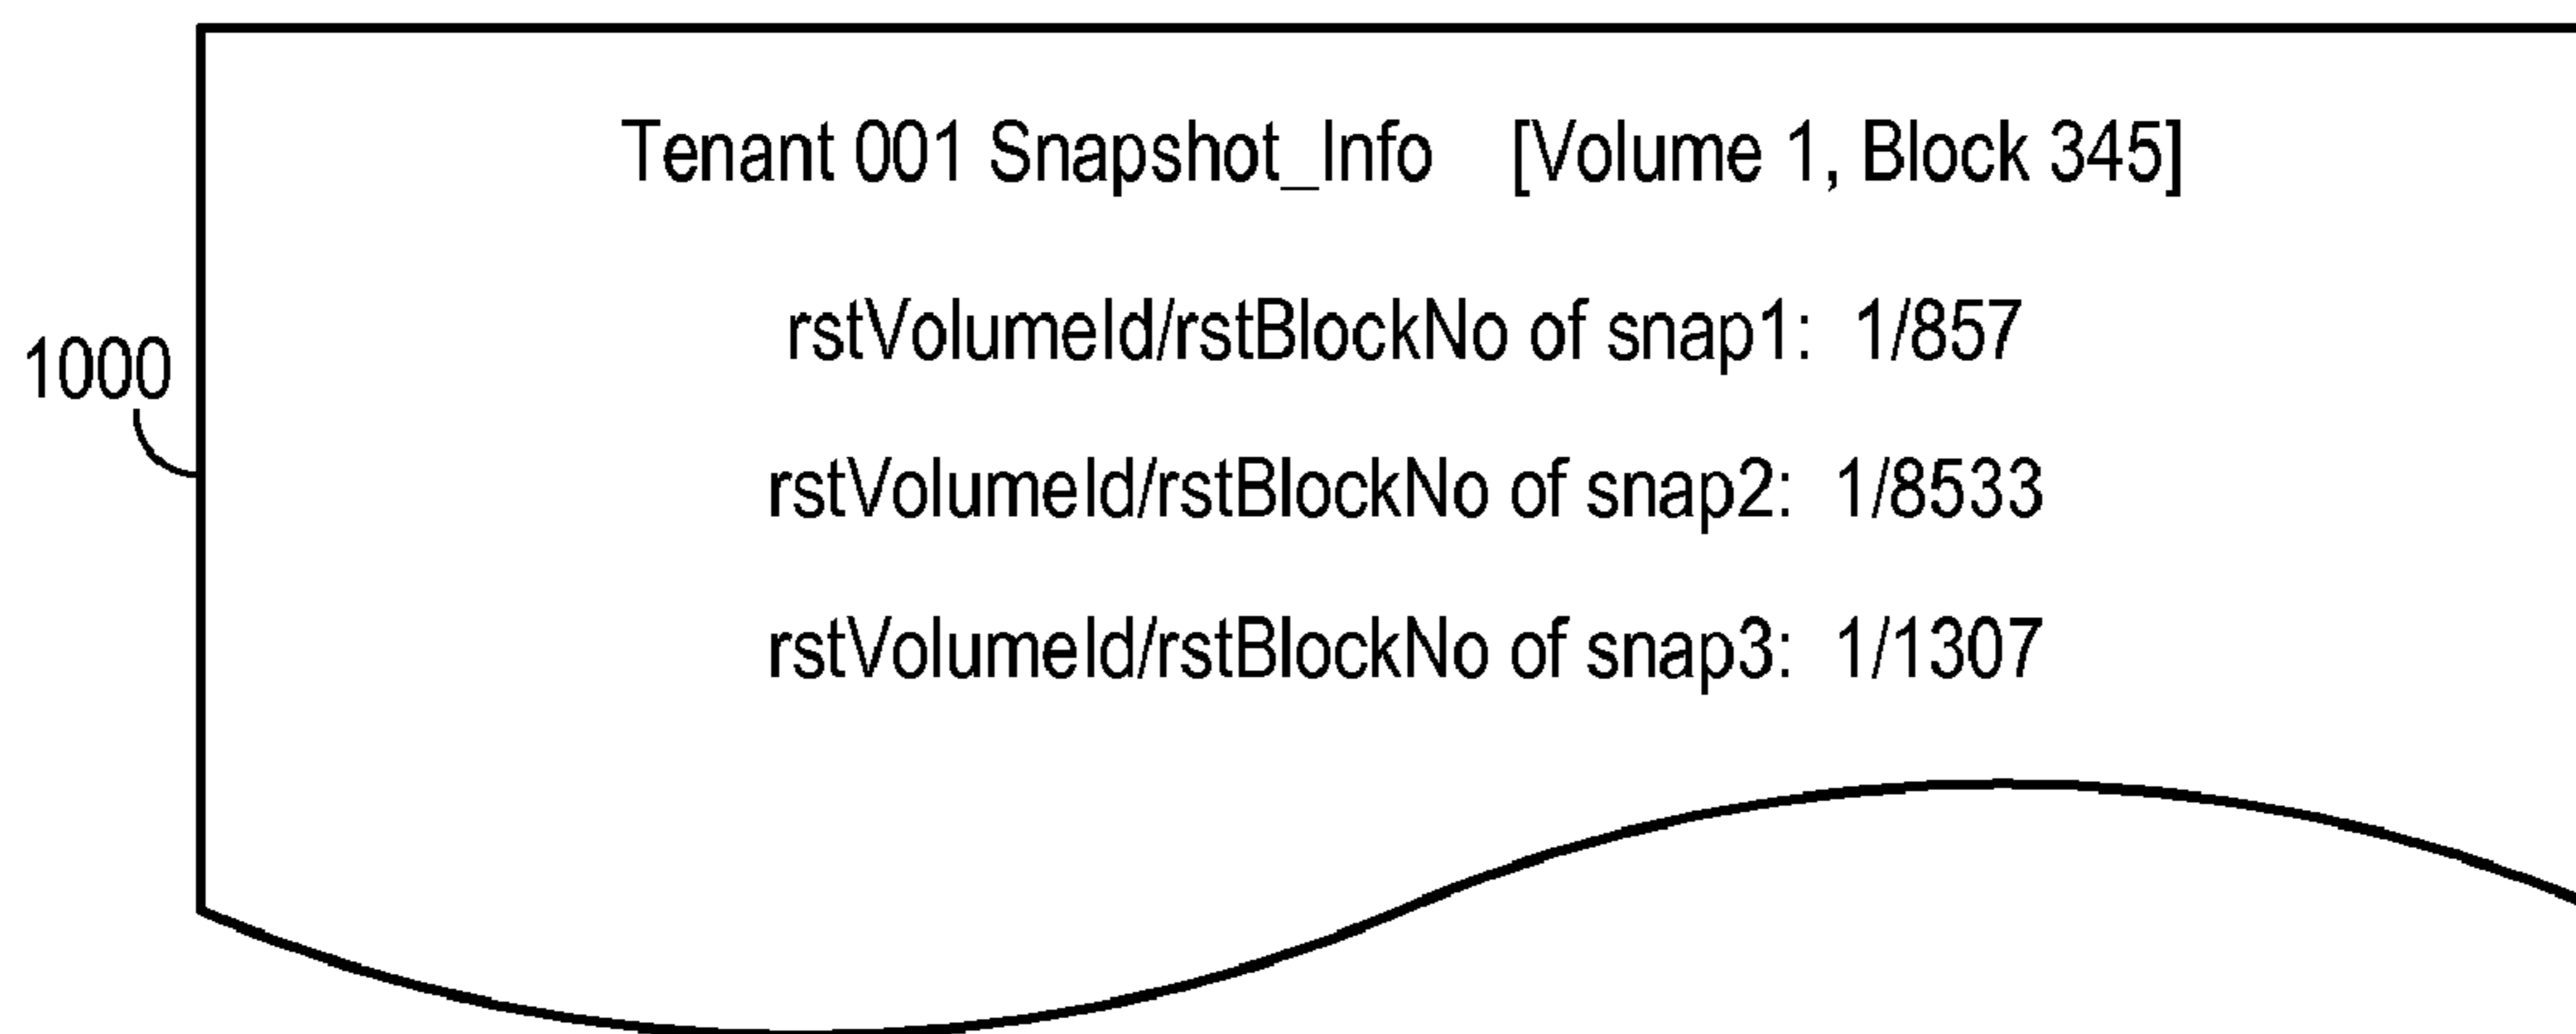 Tenant 001 Snapshot_Info [Volume 1, Block 345]
rstVolumeId/rstBlockNo of snap1: 1/857
1000
rstVolumeId/rstBlockNo of snap2: 1/8533
rstVolumeId/rstBlockNo of snap3: 1/1307